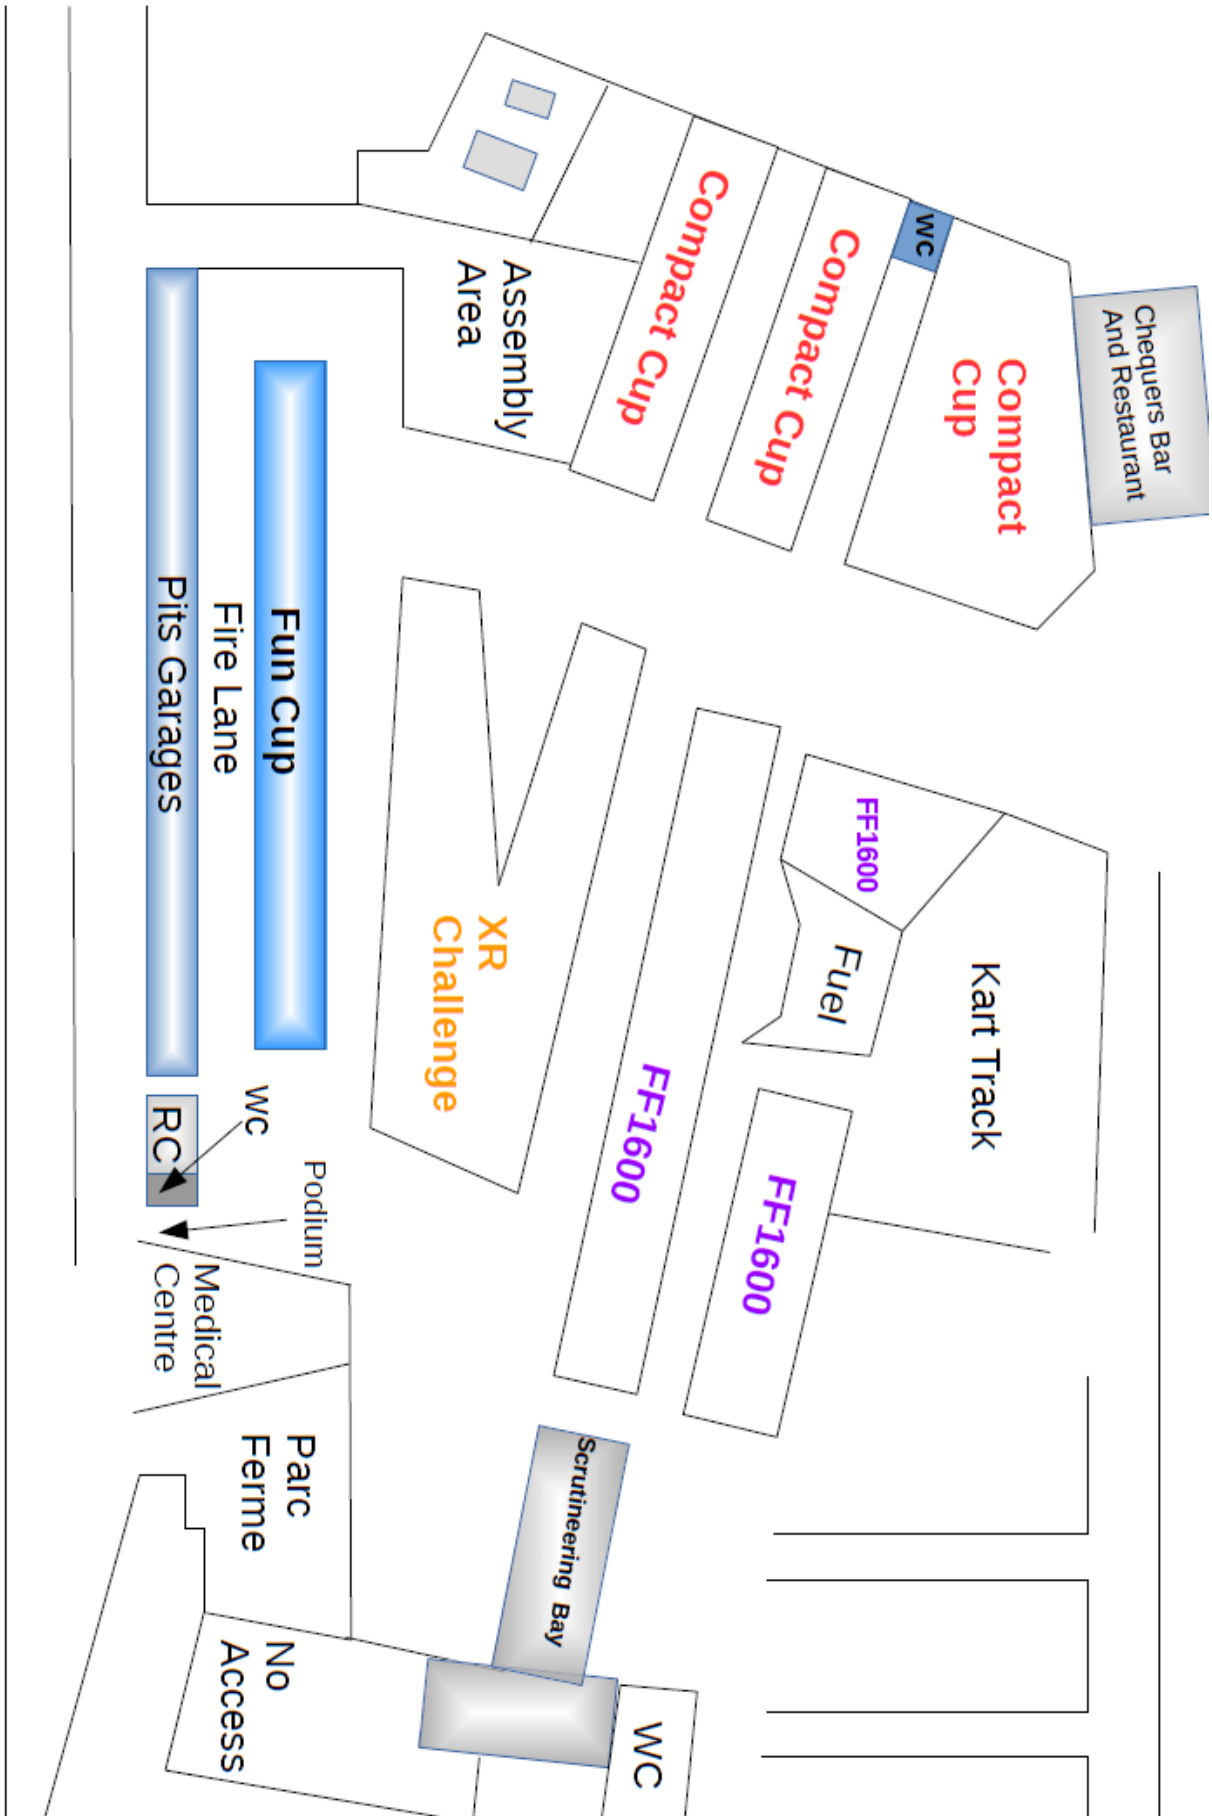 Compact Cup
Compact Cup
WC
Compact
Cup
Chequers Bar
And Restaurant
Assembly
Area
Fun Cup
Fire Lane
Pits Garages
XR
Challenge
FF1600
FF1600
Fuel
Kart Track
FF1600
WC
RC
Podium
Medical
Centre
Parc
Ferme
Scrutineering Bay
No
Access
WC